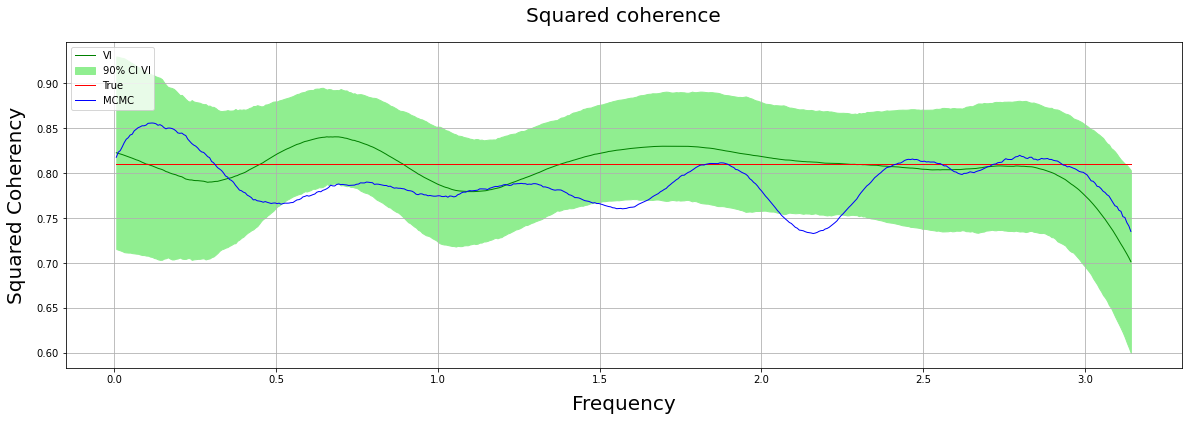 Squared coherence
VI
90% CI VI
True
MCMC
Squared Coherency
0.90
0.85
0.80
0.75
0.70
0.65
0.60
0.0 0.5 1.0 1.5 2.0 2.5 3.0
Frequency